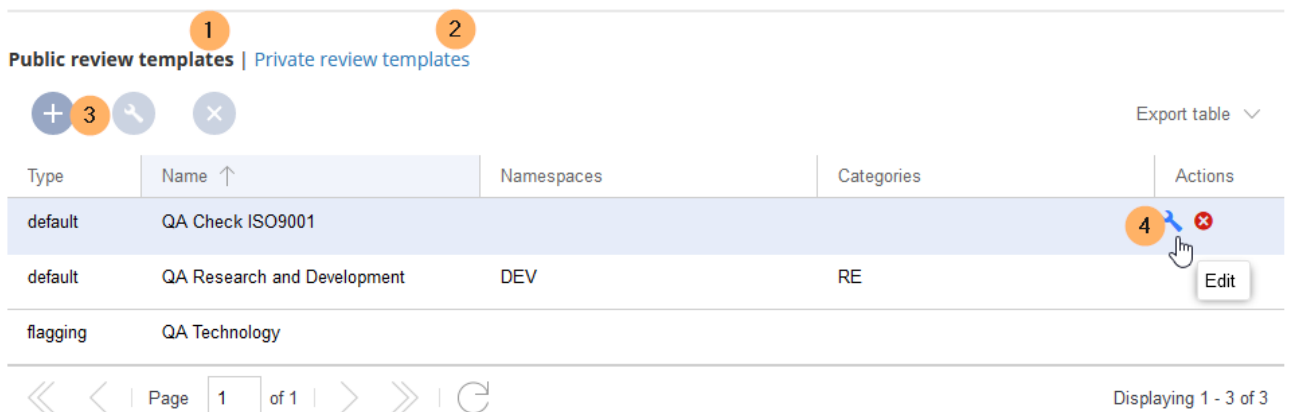 1 2
Public review templates | Private review templates
3
Export table
Type Name Namespaces Categories Actions
default QA Check ISO9001 4
default QA Research and Development DEV RE
Edit
flagging QA Technology
Page 1 of 1 Displaying 1 - 3 of 3